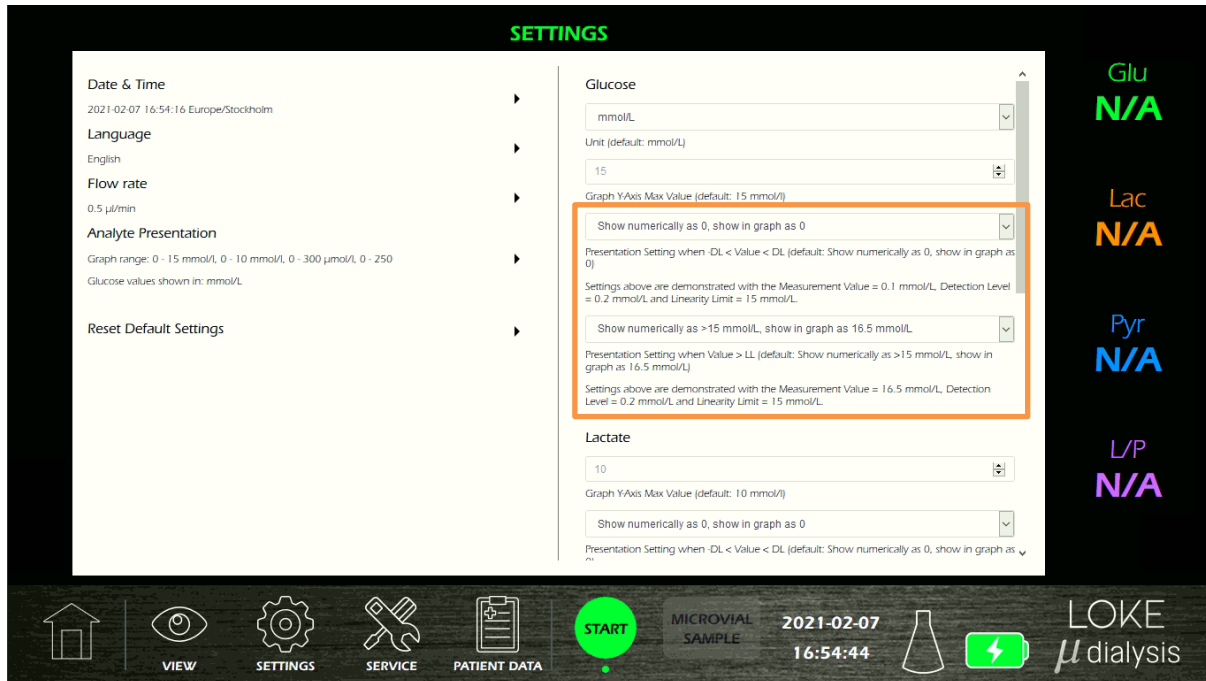 SETTINGS
Date & Time
2021-02-07 16:54:16 Europe/Stockholm
Language
English
Flow rate
0.5 µl/min
Analyte Presentation
Graph range: 0 - 15 mmol/l, 0 - 10 mmol/l, 0 - 300 µmol/l, 0 - 250
Glucose values shown in: mmol/L
Reset Default Settings
Glucose
mmol/L
Unit (default: mmol/L)
15
Graph Y-Axis Max Value (default: 15 mmol/l)
Show numerically as 0, show in graph as 0
Presentation Setting when -DL < Value < DL (default: Show numerically as 0, show in graph as
0)
Settings above are demonstrated with the Measurement Value = 0.1 mmol/L, Detection Level
= 0.2 mmol/L and Linearity Limit = 15 mmol/L.
Show numerically as >15 mmol/L, show in graph as 16.5 mmol/L
Presentation Setting when Value > LL (default: Show numerically as >15 mmol/L, show in
graph as 16.5 mmol/L)
Settings above are demonstrated with the Measurement Value = 16.5 mmol/L, Detection
Level = 0.2 mmol/L and Linearity Limit = 15 mmol/L.
Lactate
10
Graph Y-Axis Max Value (default: 10 mmol/l)
Show numerically as 0, show in graph as 0
Presentation Setting when -DL < Value < DL (default: Show numerically as 0, show in graph as
Glu
N/A
Lac
N/A
Pyr
N/A
L/P
N/A
VIEW
SETTINGS
SERVICE
PATIENT DATA
START
MICROVIAL
SAMPLE
2021-02-07
16:54:44
LOKE
µ dialysis